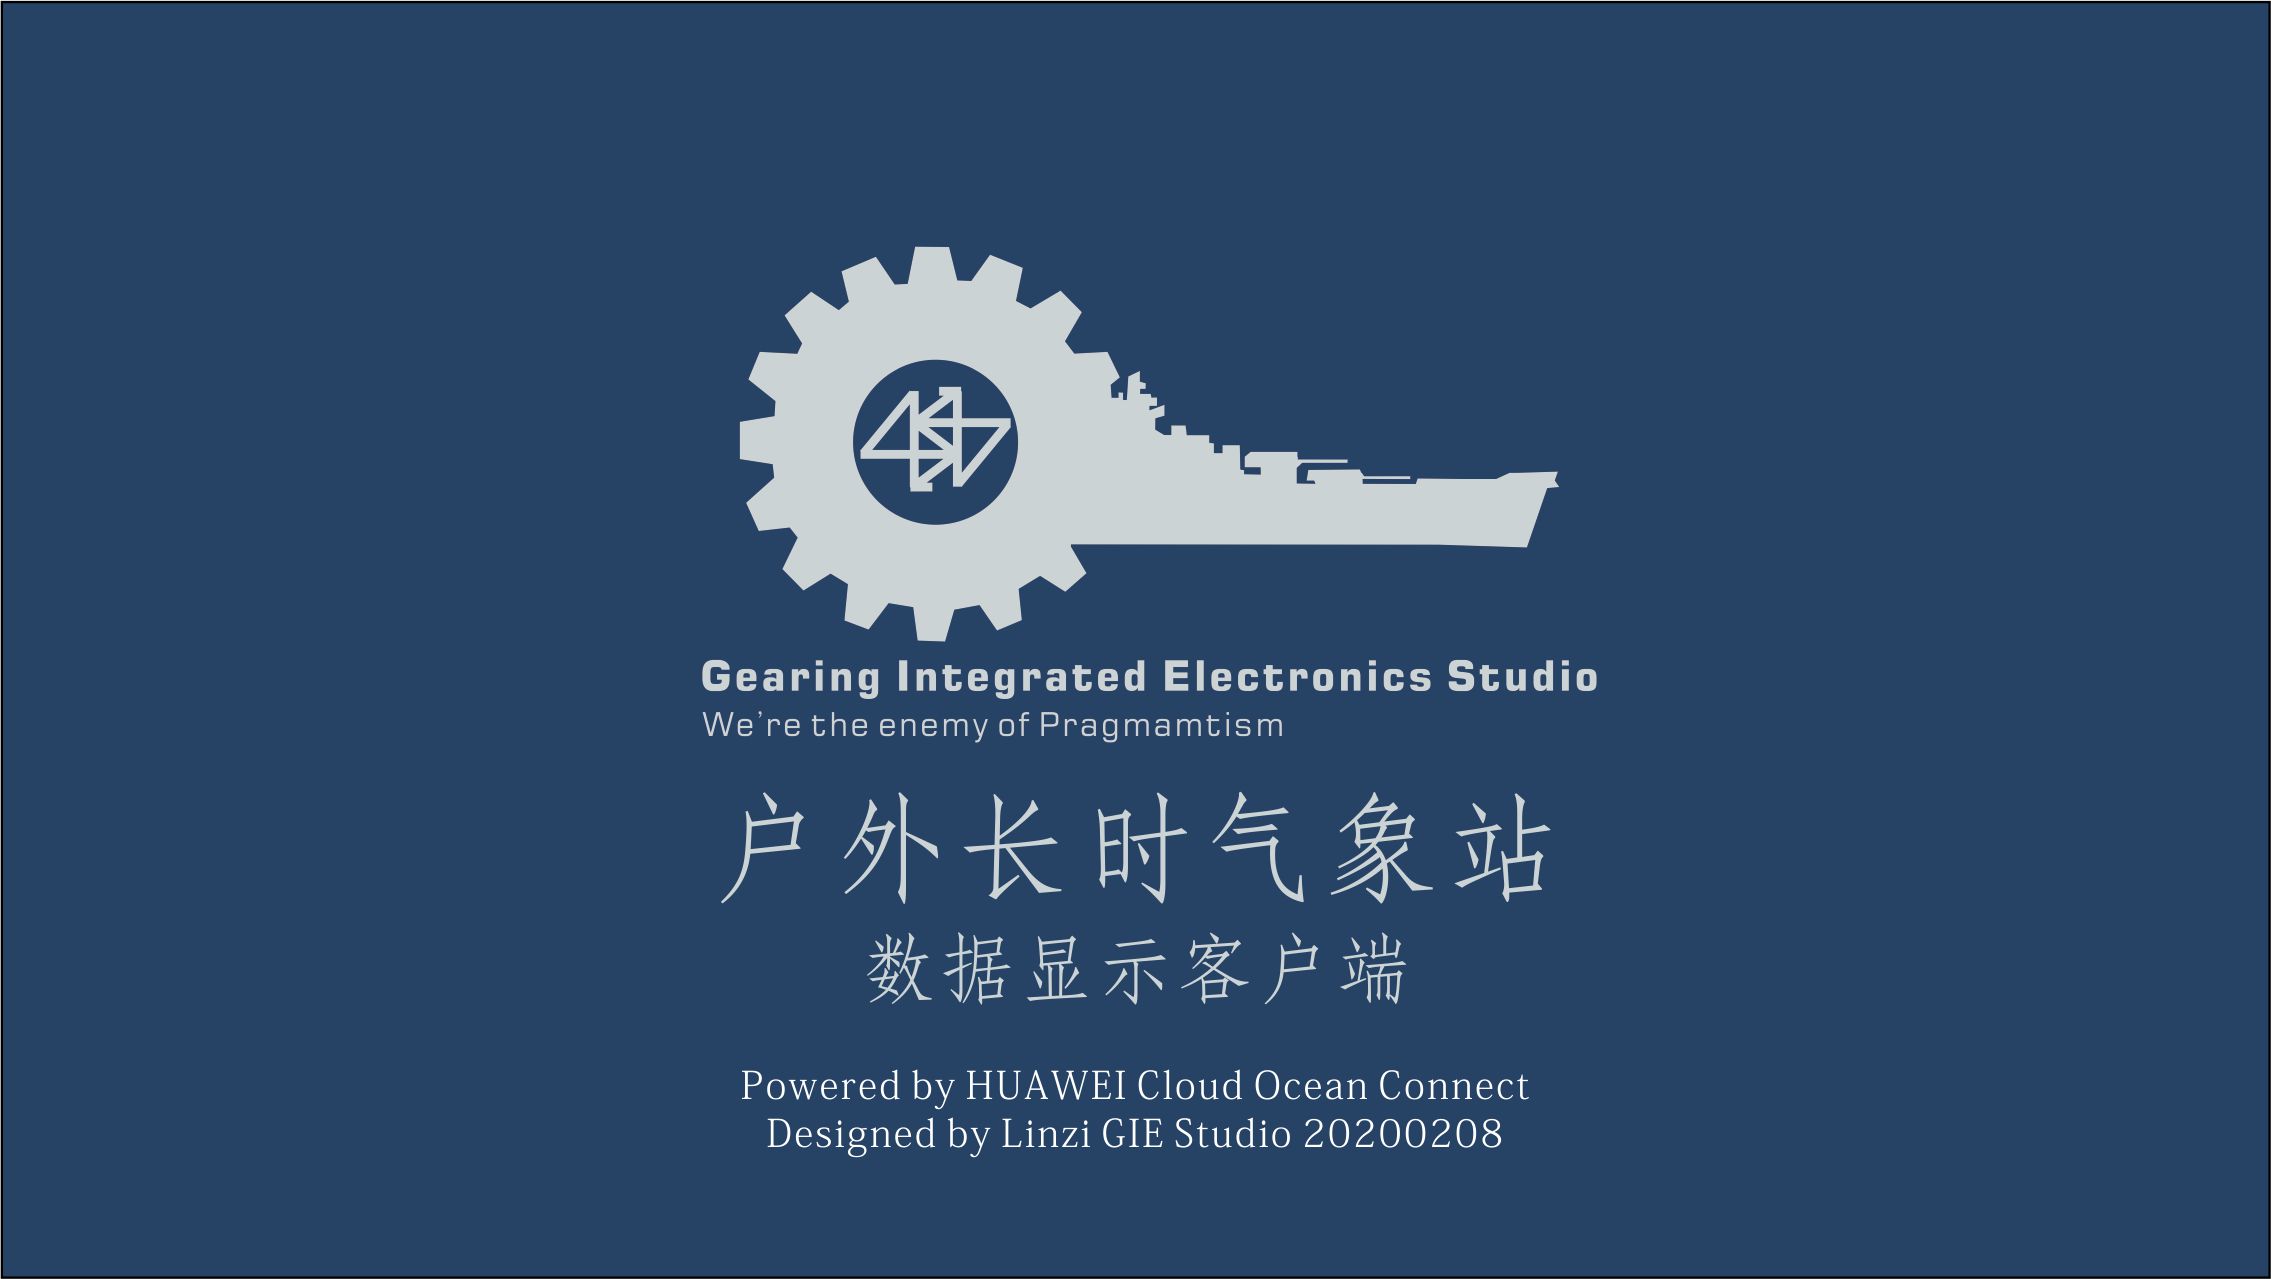 Gearing Integrated Electronics Studio
We're the enemy of Pragmamtism
户外长时气象站
数据显示客户端
Powered by HUAWEI Cloud Ocean Connect
Designed by Linzi GIE Studio 20200208